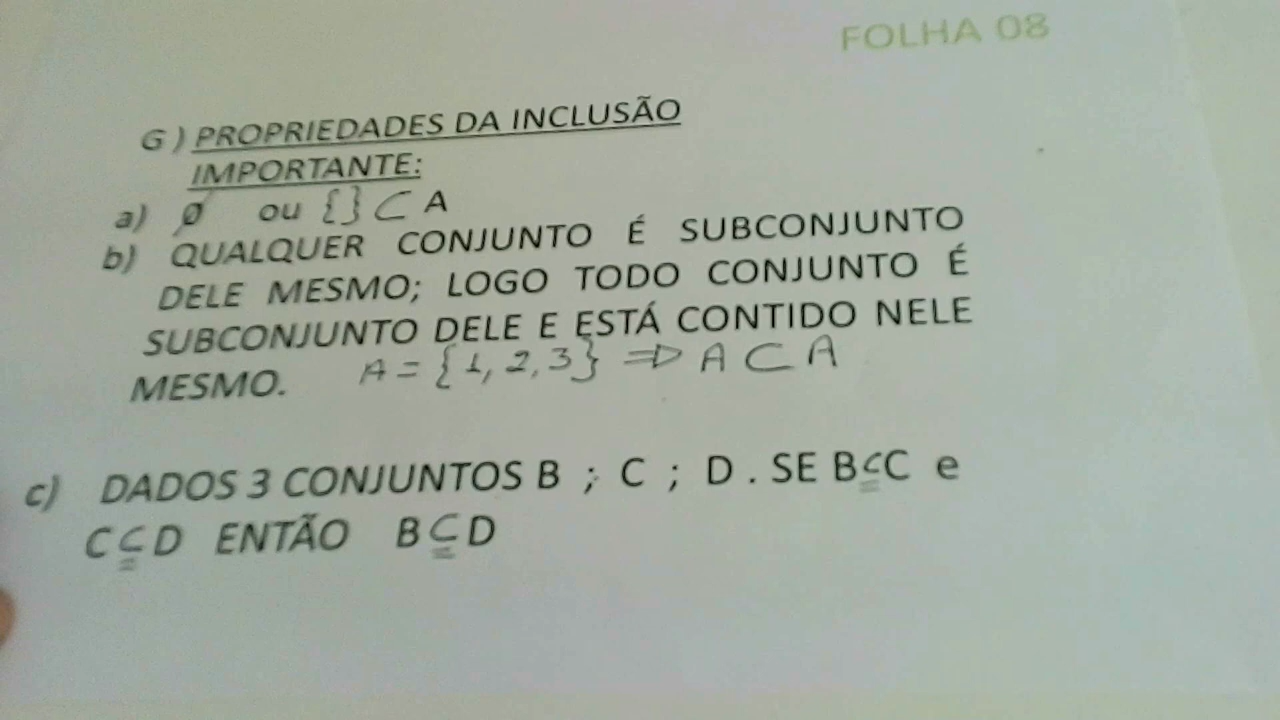 FOLHA 08
G ) PROPRIEDADES DA INCLUSÃO
IMPORTANTE:
a) Ø ou { } ⊂ A
b) QUALQUER CONJUNTO É SUBCONJUNTO
DELE MESMO; LOGO TODO CONJUNTO É
SUBCONJUNTO DELE E ESTÁ CONTIDO NELE
MESMO. A = {1, 2, 3} ⇒ A ⊂ A
c) DADOS 3 CONJUNTOS B ; C ; D . SE B ⊆ C e
C ⊆ D ENTÃO B ⊆ D